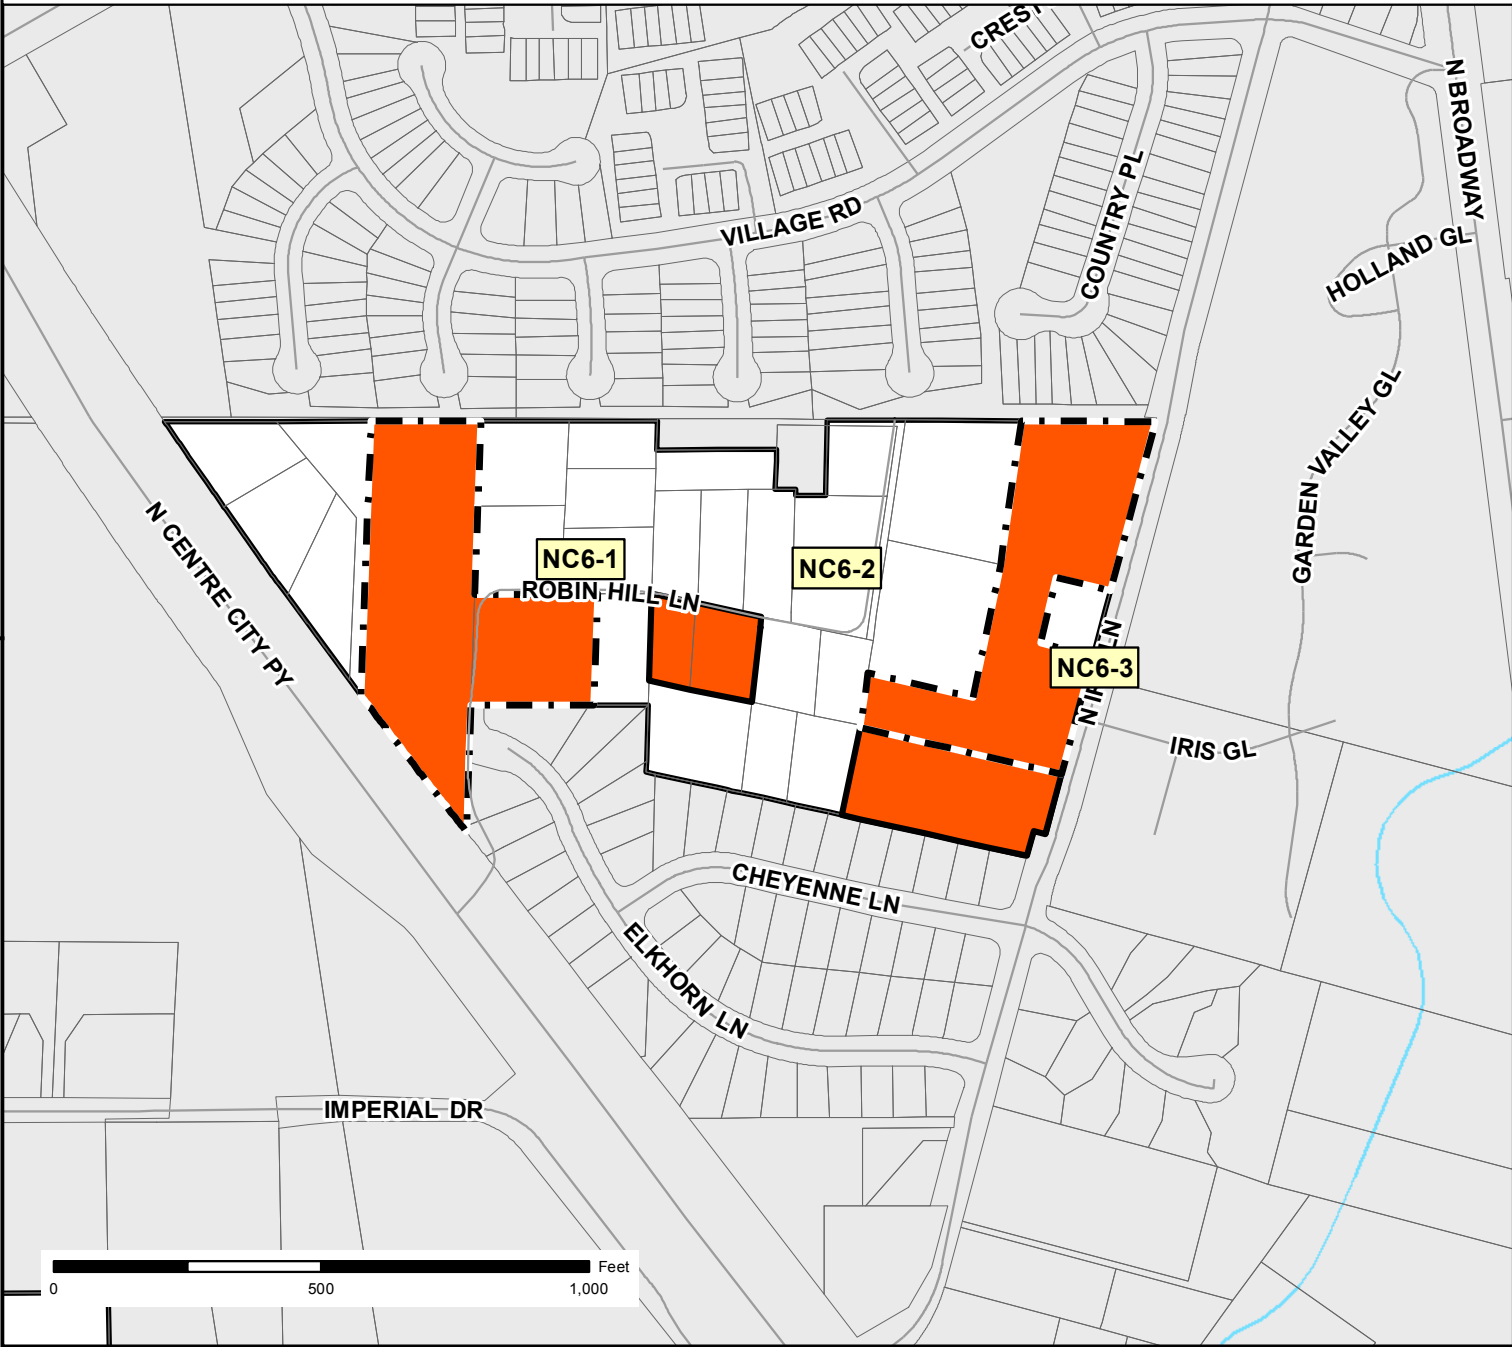 CREST
N BROADWAY
COUNTRY PL
VILLAGE RD
HOLLAND GL
GARDEN VALLEY GL
N CENTRE CITY PY
NC6-1
NC6-2
ROBIN HILL LN
NC6-3
IRIS GL
CHEYENNE LN
ELKHORN LN
IMPERIAL DR
Feet
0 500 1,000